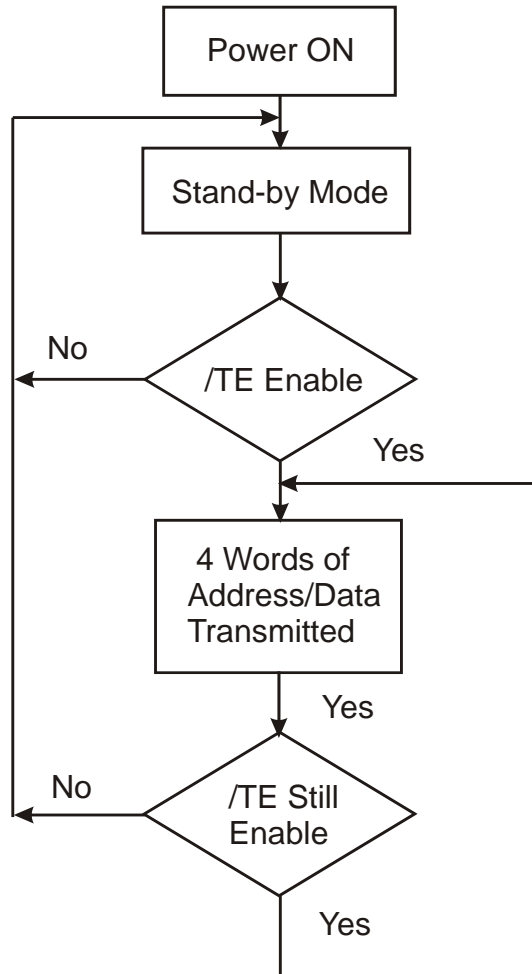 Power ON
Stand-by Mode
No
/TE Enable
Yes
4 Words of
Address/Data
Transmitted
Yes
No
/TE Still
Enable
Yes